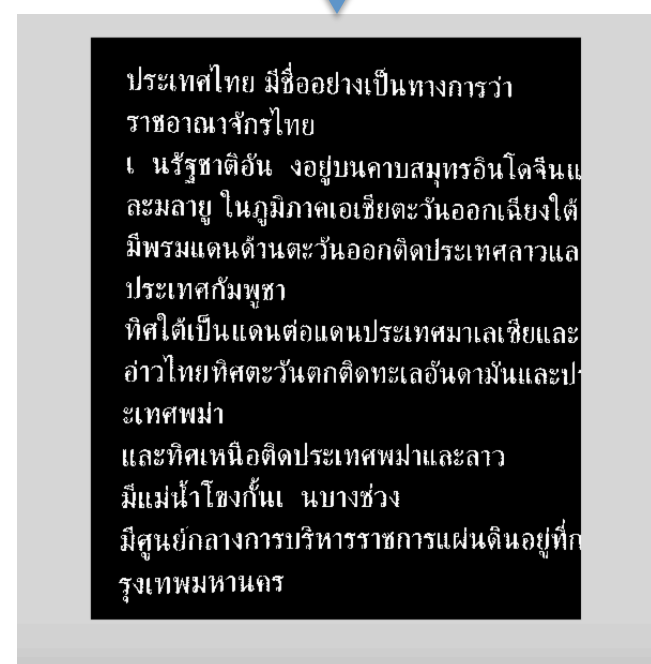 ประเทศไทย มีชื่ออย่างเป็นทางการว่า
ราชอาณาจักรไทย
เ นรัฐชาติอัน งอยู่บนคาบสมุทรอินโดจีนแ
ละมลายู ในภูมิภาคเอเชียตะวันออกเฉียงใต้
มีพรมแดนด้านตะวันออกติดประเทศลาวและ
ประเทศกัมพูชา
ทิศใต้เป็นแดนต่อแดนประเทศมาเลเซียและ
อ่าวไทยทิศตะวันตกติดทะเลอันดามันและปร
ะเทศพม่า
และทิศเหนือติดประเทศพม่าและลาว
มีแม่น้ำโขงกั้นเ นบางช่วง
มีศูนย์กลางการบริหารราชการแผ่นดินอยู่ที่ก
รุงเทพมหานคร